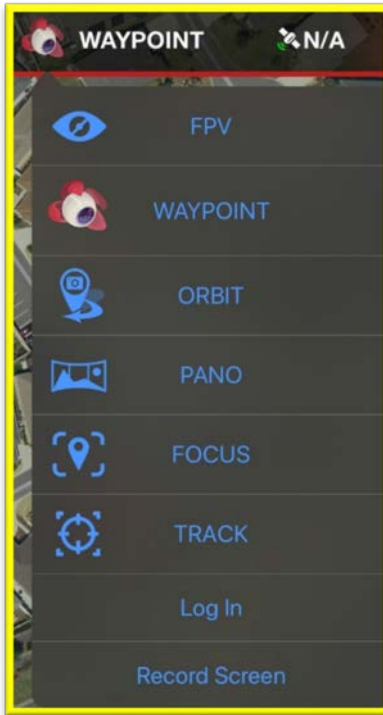 WAYPOINT N/A
FPV
WAYPOINT
ORBIT
PANO
FOCUS
TRACK
Log In
Record Screen